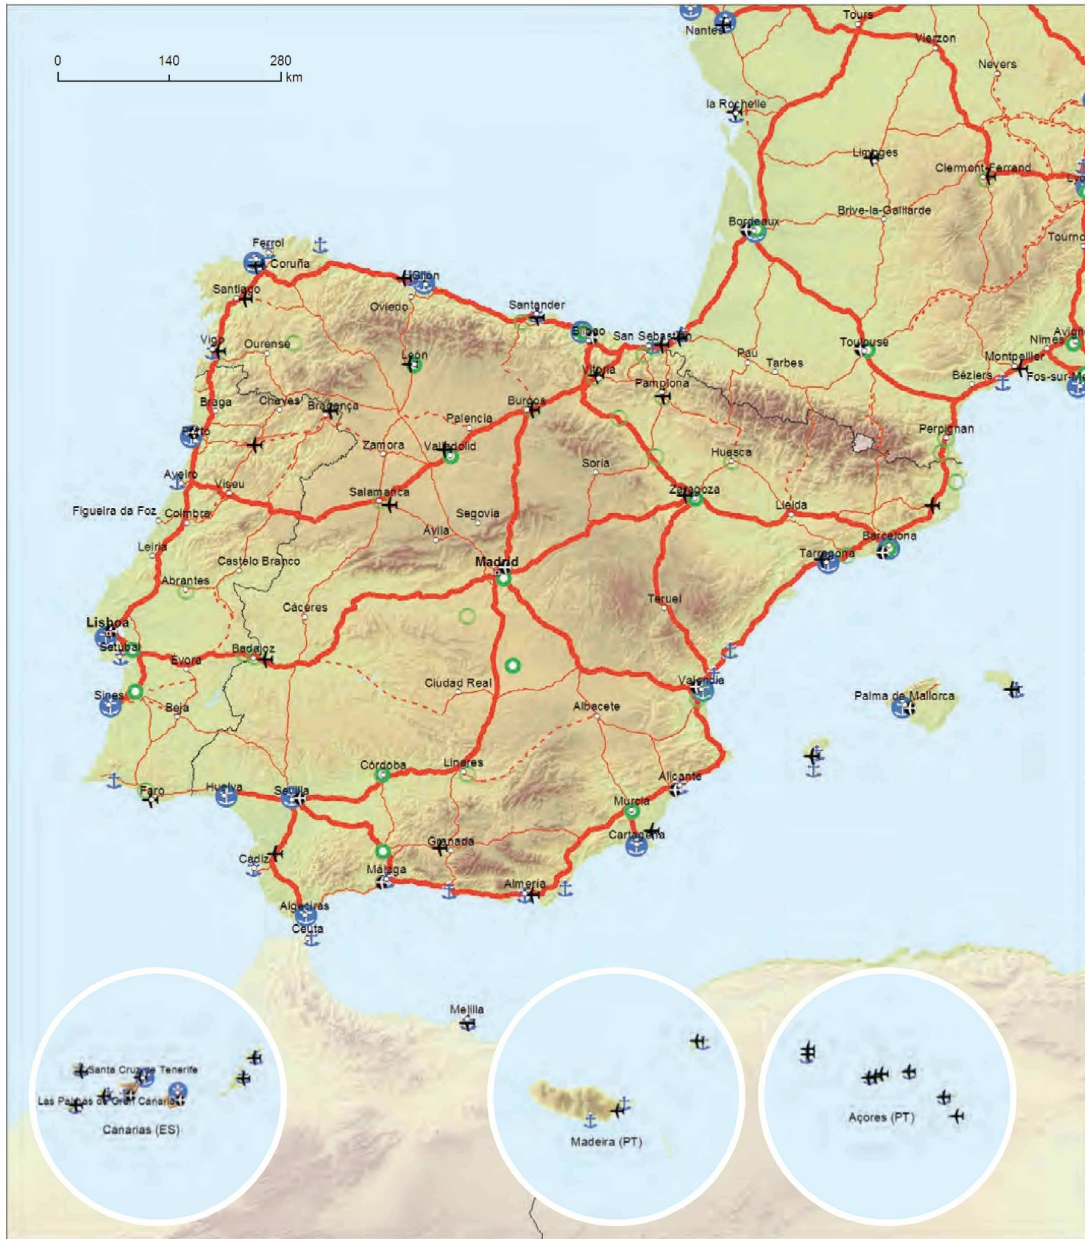 Tours
Nantes
Vierzon
0 140 280
km
Nevers
la Rochelle
Limoges
Clermont-Ferrand
Brive-la-Gaillarde
Bordeaux
Ferrol
Coruña
Gijón
Santiago
Oviedo
Santander
Bilbao
San Sebastián
Toulouse
Nîmes
Vigo
Ourense
León
Vitoria
Pau
Tarbes
Montpellier
Béziers
Pamplona
Braga
Chaves
Bragança
Palencia
Burgos
Perpignan
Porto
Zamora
Valladolid
Huesca
Soria
Aveiro
Viseu
Salamanca
Zaragoza
Lleida
Figueira da Foz
Coimbra
Segovia
Ávila
Barcelona
Leiria
Castelo Branco
Madrid
Tarragona
Abrantes
Cáceres
Teruel
Lisboa
Setúbal
Évora
Badajoz
Sines
Beja
Ciudad Real
Albacete
Valencia
Palma de Mallorca
Córdoba
Linares
Alicante
Faro
Huelva
Sevilla
Murcia
Cartagena
Cádiz
Granada
Málaga
Almería
Algeciras
Ceuta
Melilla
Santa Cruz de Tenerife
Las Palmas de Gran Canaria
Canarias (ES)
Madeira (PT)
Açores (PT)